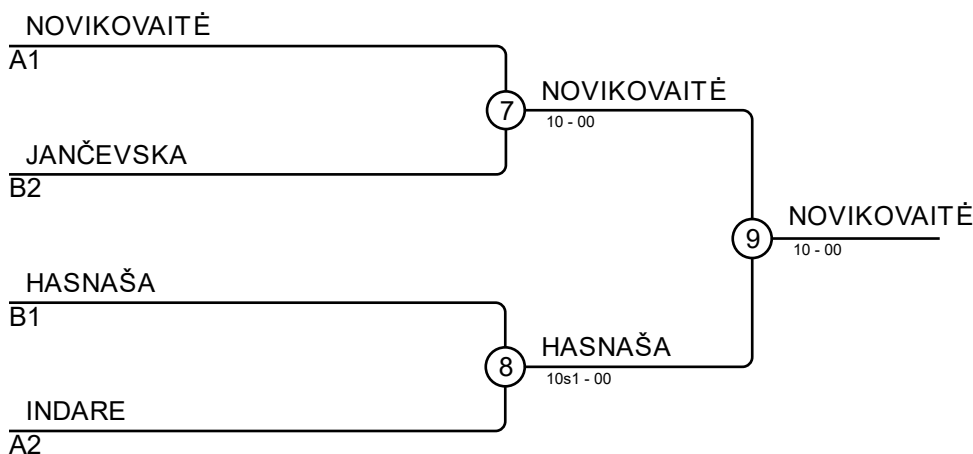 NOVIKOVAITĖ
A1
7
NOVIKOVAITĖ
10 - 00
JANČEVSKA
B2
9
NOVIKOVAITĖ
10 - 00
HASNAŠA
B1
8
HASNAŠA
10s1 - 00
INDARE
A2